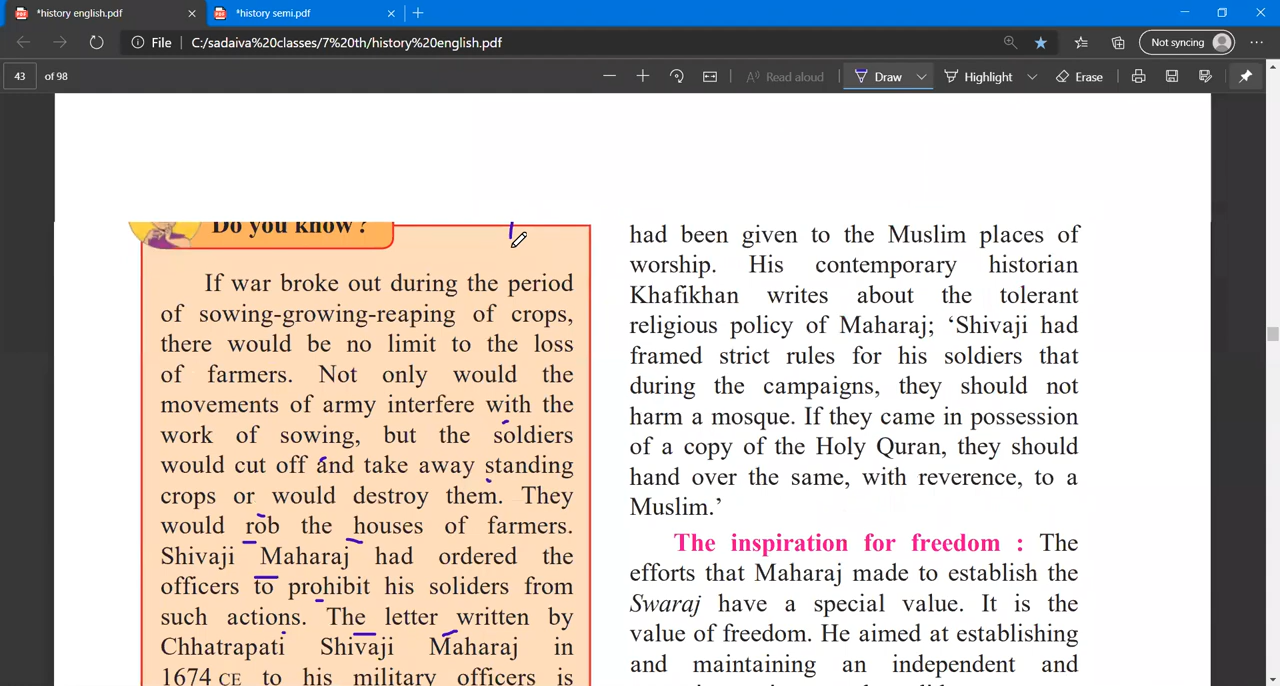 *history english.pdf
*history semi.pdf
File
C:/sadaiva%20classes/7%20th/history%20english.pdf
Not syncing
43 of 98
Read aloud
Draw
Highlight
Erase
Do you know?
If war broke out during the period
of sowing-growing-reaping of crops,
there would be no limit to the loss
of farmers. Not only would the
movements of army interfere with the
work of sowing, but the soldiers
would cut off and take away standing
crops or would destroy them. They
would rob the houses of farmers.
Shivaji Maharaj had ordered the
officers to prohibit his soliders from
such actions. The letter written by
Chhatrapati Shivaji Maharaj in
1674 CE to his military officers is
had been given to the Muslim places of
worship. His contemporary historian
Khafikhan writes about the tolerant
religious policy of Maharaj; ‘Shivaji had
framed strict rules for his soldiers that
during the campaigns, they should not
harm a mosque. If they came in possession
of a copy of the Holy Quran, they should
hand over the same, with reverence, to a
Muslim.’
The inspiration for freedom : The
efforts that Maharaj made to establish the
Swaraj have a special value. It is the
value of freedom. He aimed at establishing
and maintaining an independent and